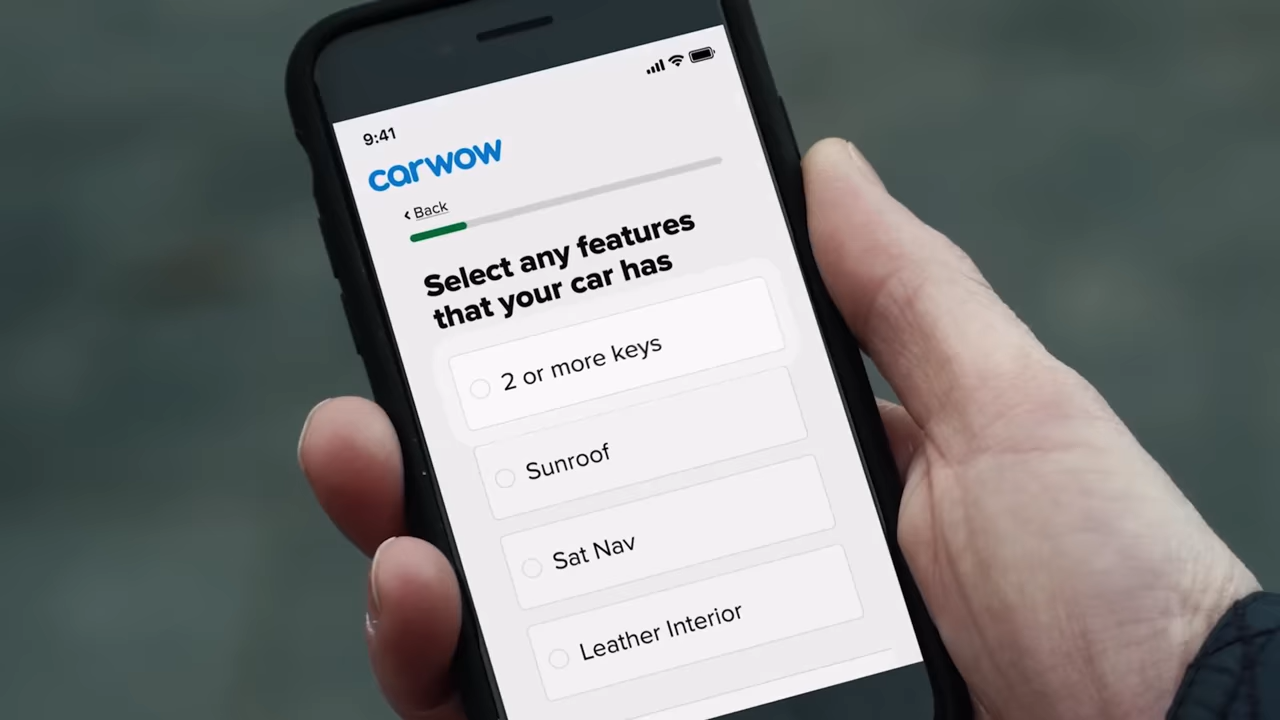 9:41
carwow
Back
Select any features
that your car has
2 or more keys
Sunroof
Sat Nav
Leather Interior